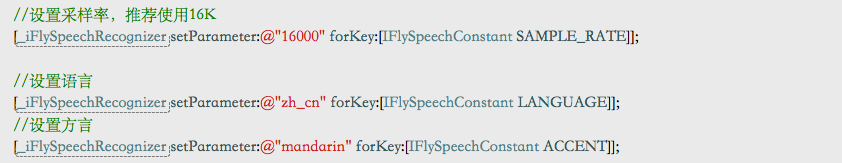 //设置采样率，推荐使用16K
[_iFlySpeechRecognizer setParameter:@"16000" forKey:[IFlySpeechConstant SAMPLE_RATE]];
//设置语言
[_iFlySpeechRecognizer setParameter:@"zh_cn" forKey:[IFlySpeechConstant LANGUAGE]];
//设置方言
[_iFlySpeechRecognizer setParameter:@"mandarin" forKey:[IFlySpeechConstant ACCENT]];